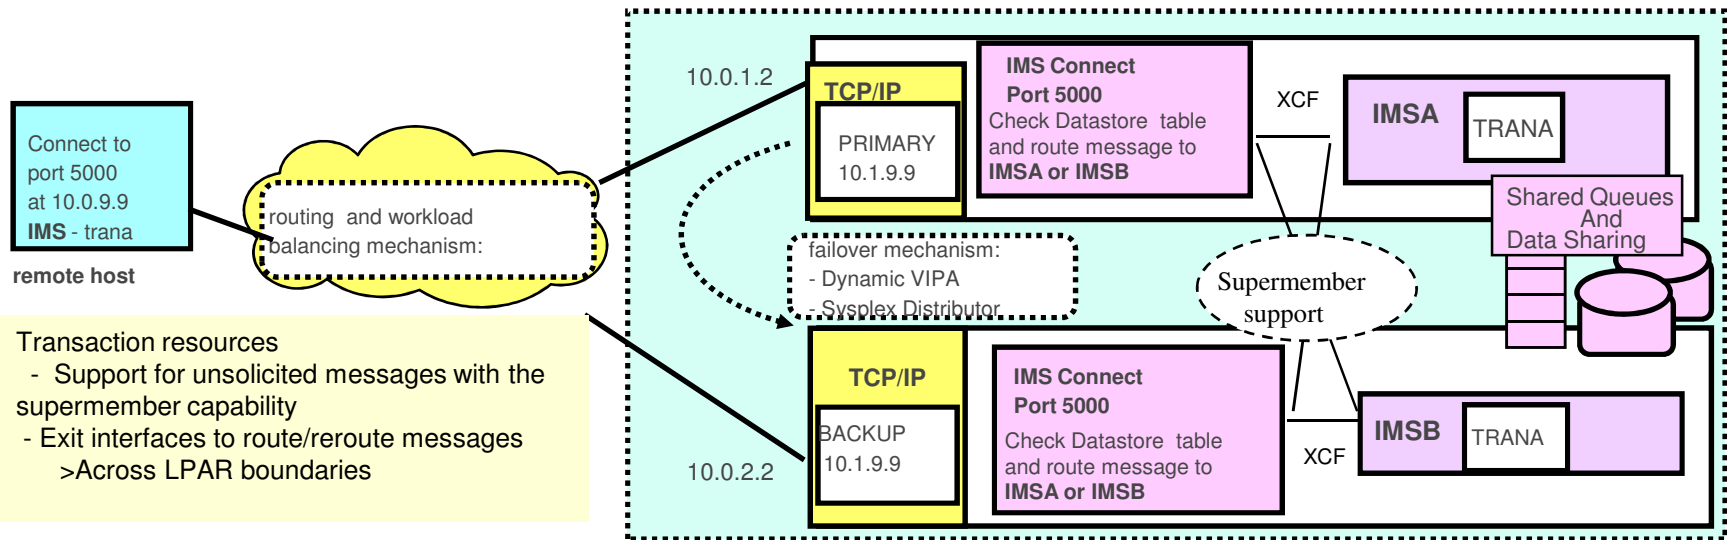 Connect to
port 5000
at 10.0.9.9
IMS - trana
remote host
routing and workload
balancing mechanism:
Transaction resources
- Support for unsolicited messages with the
supermember capability
- Exit interfaces to route/reroute messages
>Across LPAR boundaries
10.0.1.2
TCP/IP
PRIMARY
10.1.9.9
IMS Connect
Port 5000
Check Datastore table
and route message to
IMSA or IMSB
XCF
IMSA
TRANA
Shared Queues
And
Data Sharing
failover mechanism:
- Dynamic VIPA
- Sysplex Distributor
Supermember
support
10.0.2.2
TCP/IP
BACKUP
10.1.9.9
IMS Connect
Port 5000
Check Datastore table
and route message to
IMSA or IMSB
XCF
IMSB
TRANA